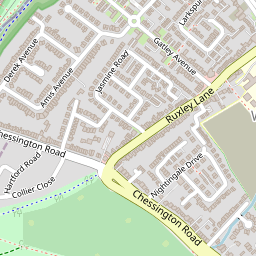 Larkspur
Gatley Avenue
Derek Avenue
Jasmine Road
Amis Avenue
Ruxley Lane
Chessington Road
Hartford Road
Collier Close
Nightingale Drive
Chessington Road